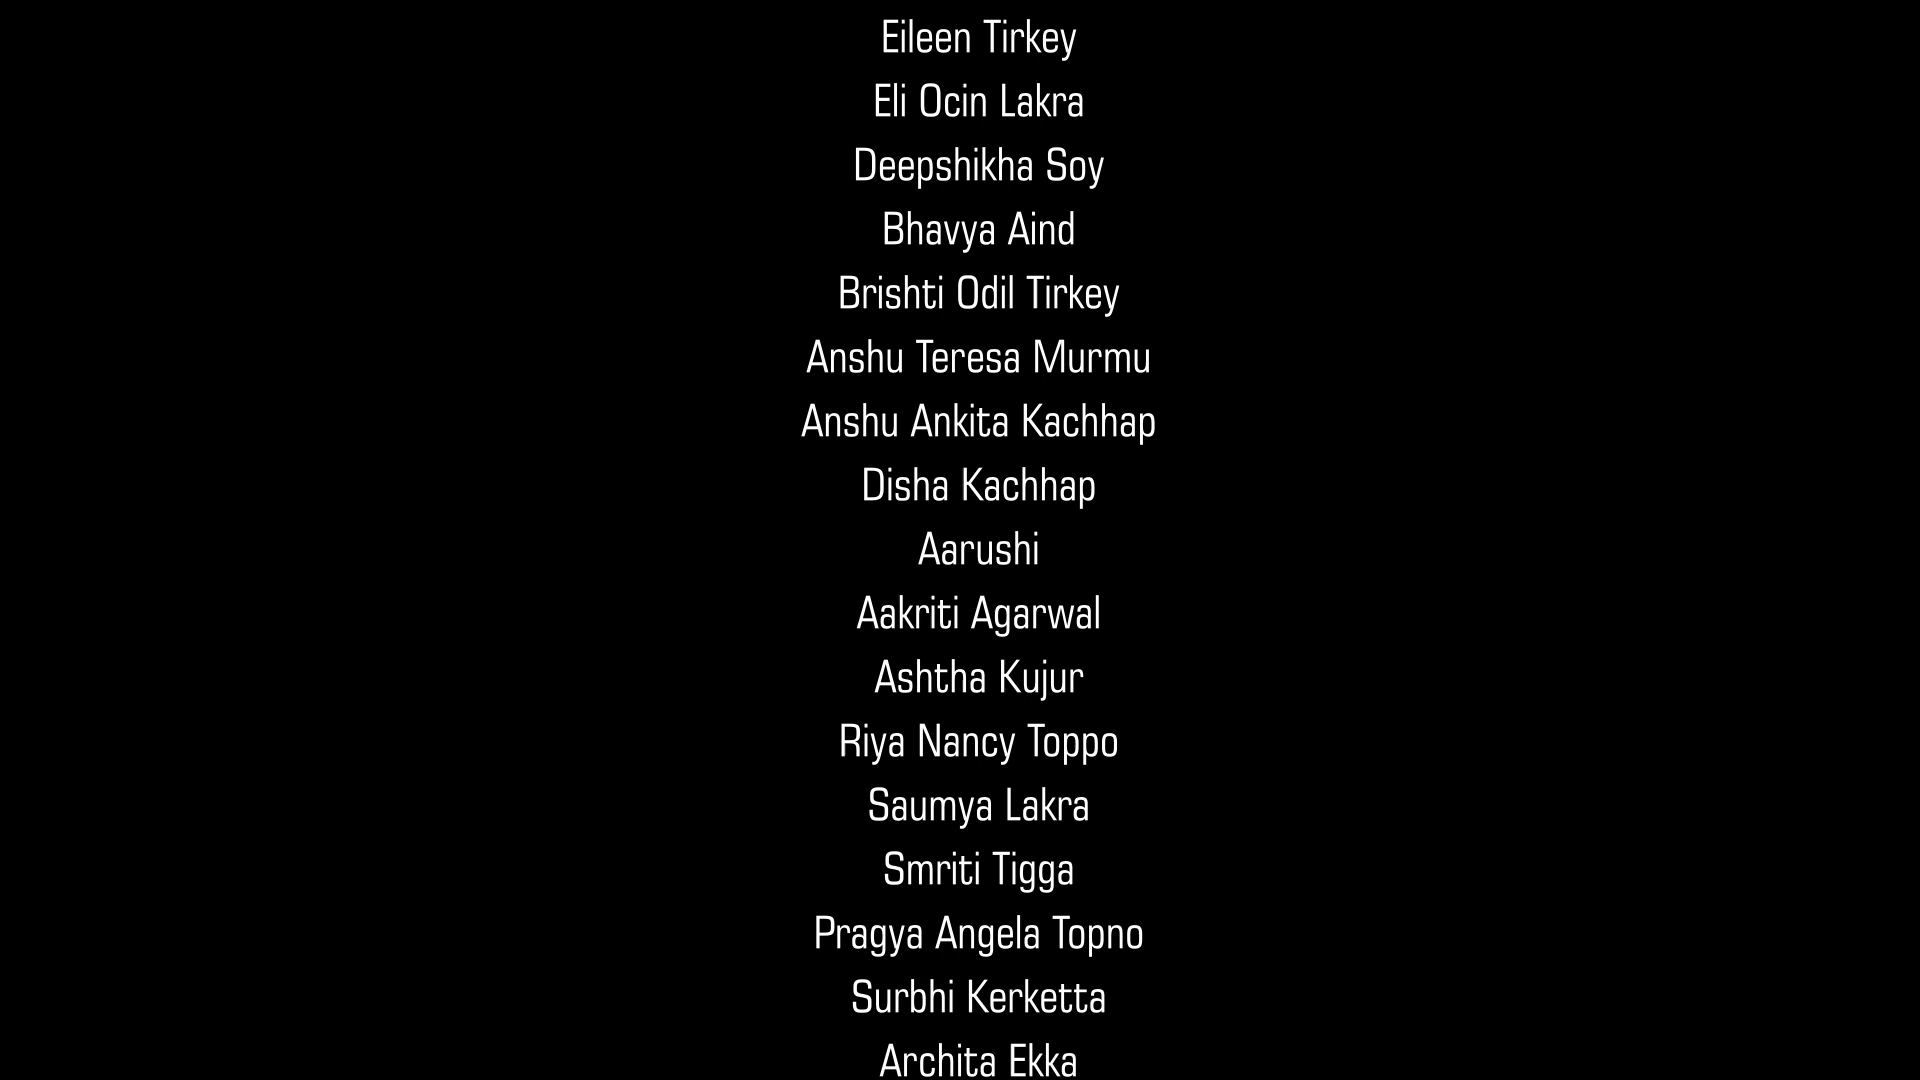 Eileen Tirkey
Eli Ocin Lakra
Deepshikha Soy
Bhavya Aind
Brishti Odil Tirkey
Anshu Teresa Murmu
Anshu Ankita Kachhap
Disha Kachhap
Aarushi
Aakriti Agarwal
Ashtha Kujur
Riya Nancy Toppo
Saumya Lakra
Smriti Tigga
Pragya Angela Topno
Surbhi Kerketta
Archita Ekka